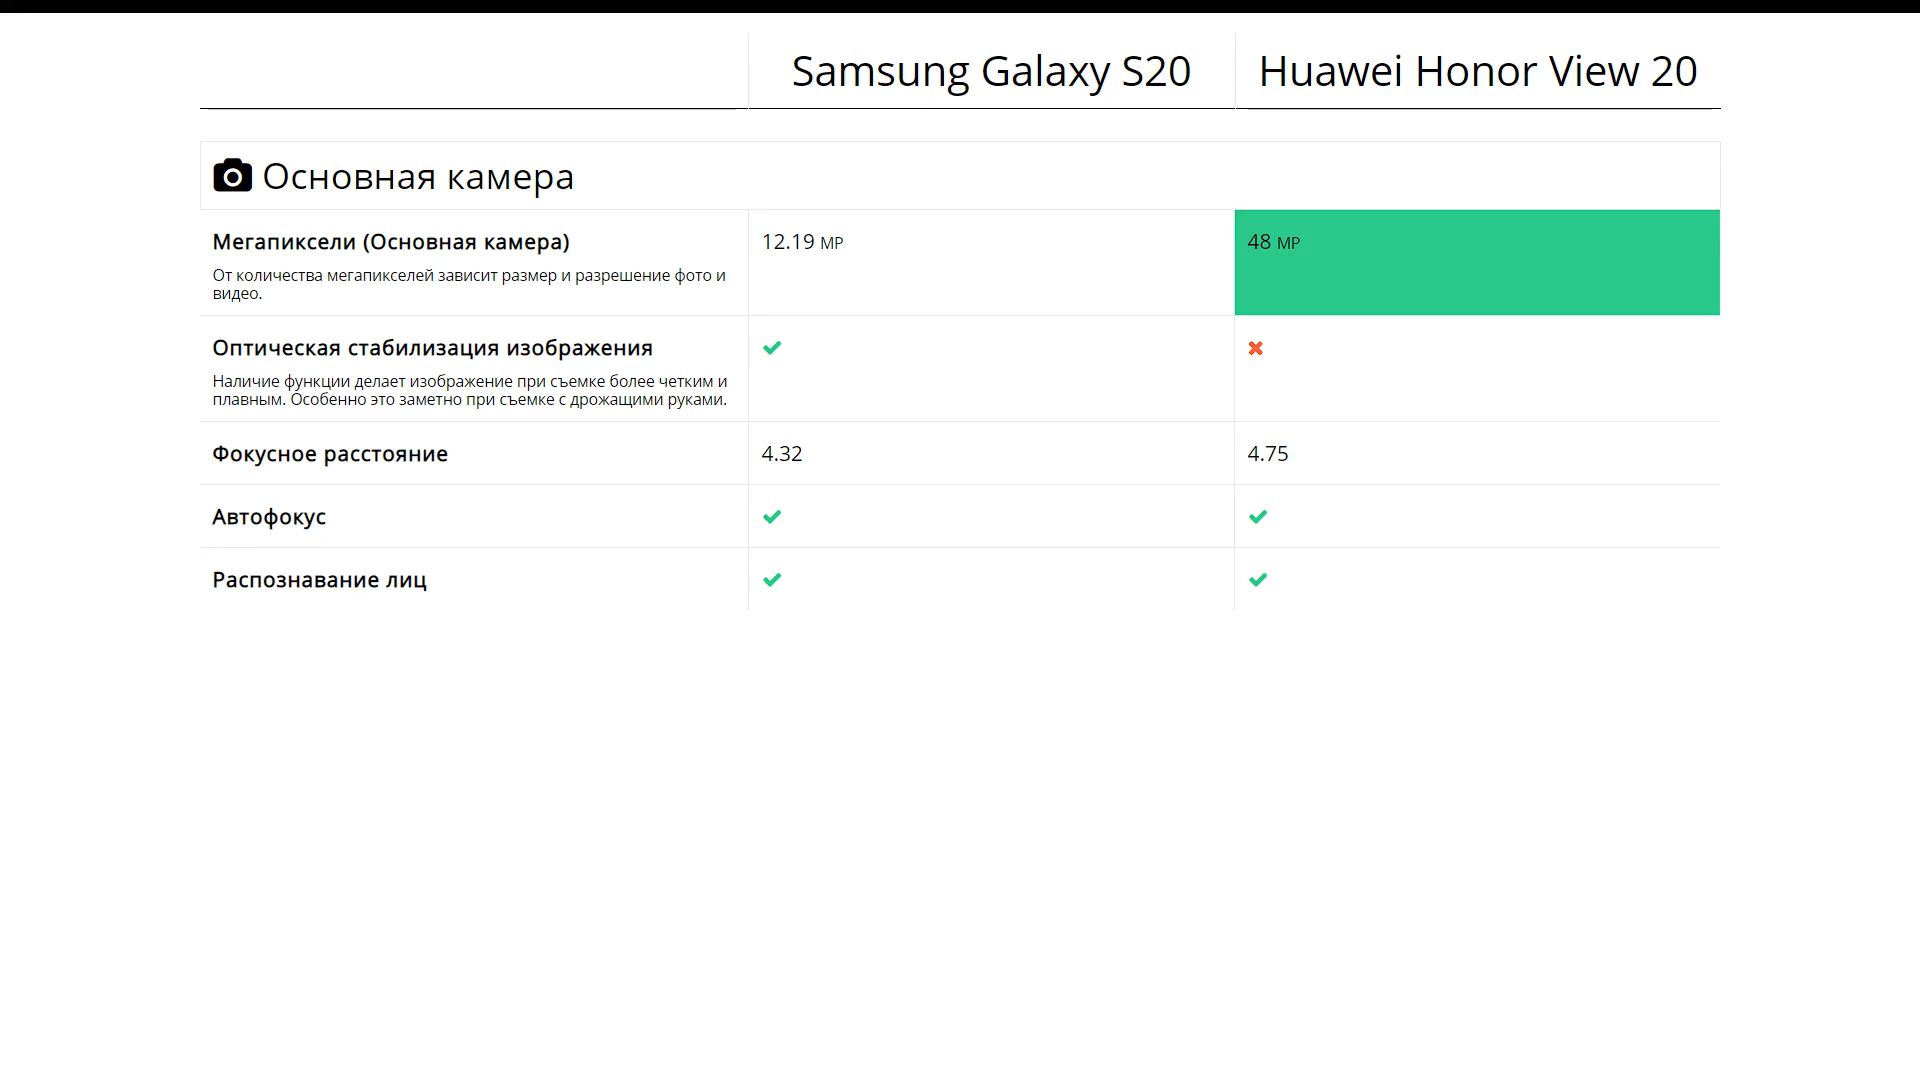 Samsung Galaxy S20
Huawei Honor View 20
Основная камера
Мегапиксели (Основная камера)
12.19 MP
48 MP
От количества мегапикселей зависит размер и разрешение фото и
видео.
Оптическая стабилизация изображения
Наличие функции делает изображение при съемке более четким и
плавным. Особенно это заметно при съемке с дрожащими руками.
Фокусное расстояние
4.32
4.75
Автофокус
Распознавание лиц